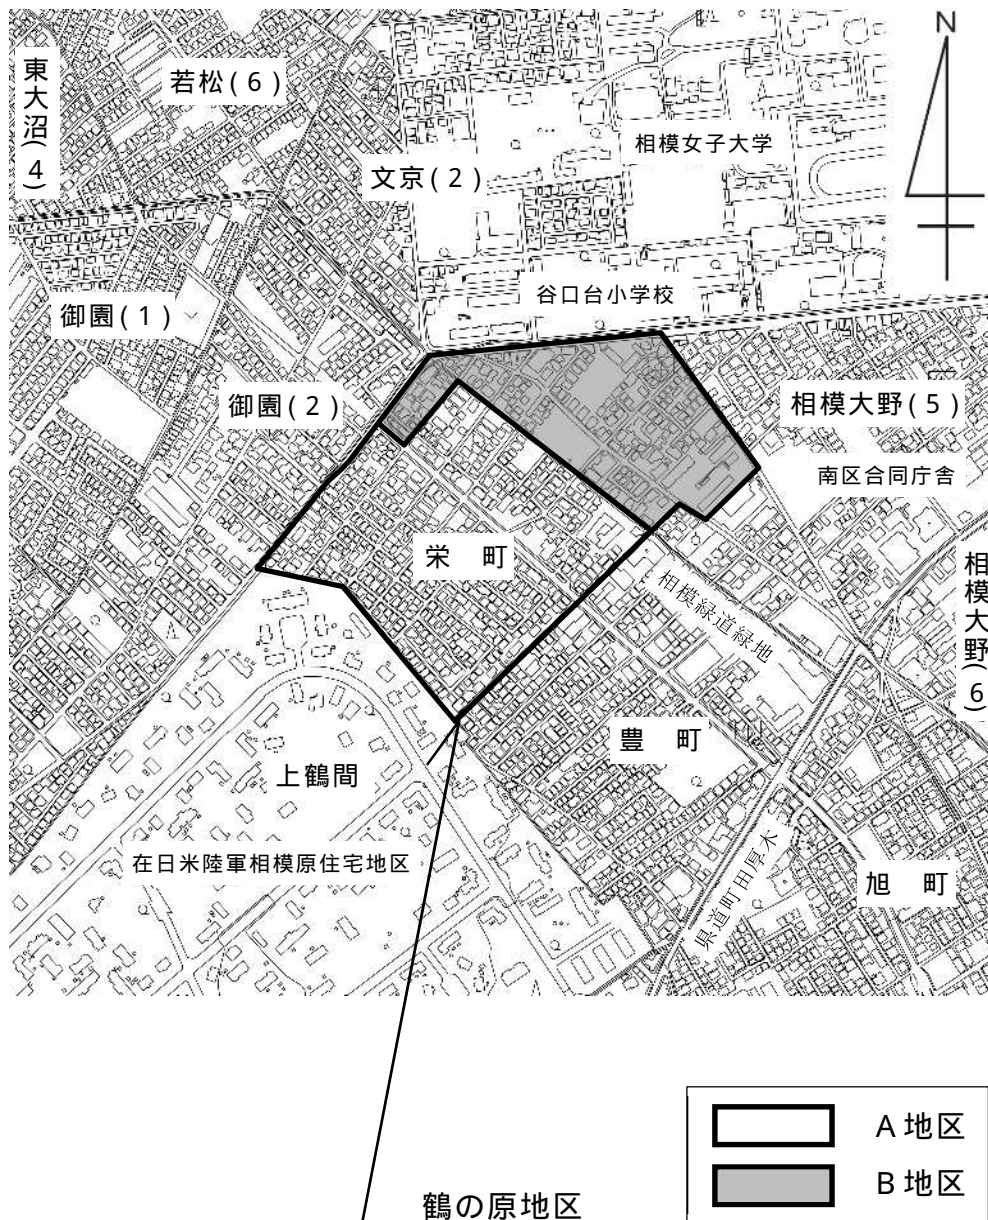 N
東大沼(4)
若松(6)
相模女子大学
文京(2)
谷口台小学校
御園(1)
御園(2)
相模大野(5)
南区合同庁舎
栄 町
相模大野(6)
相模緑道緑地
豊 町
上鶴間
在日米陸軍相模原住宅地区
県道町田厚木
旭 町
A地区
B地区
鶴の原地区